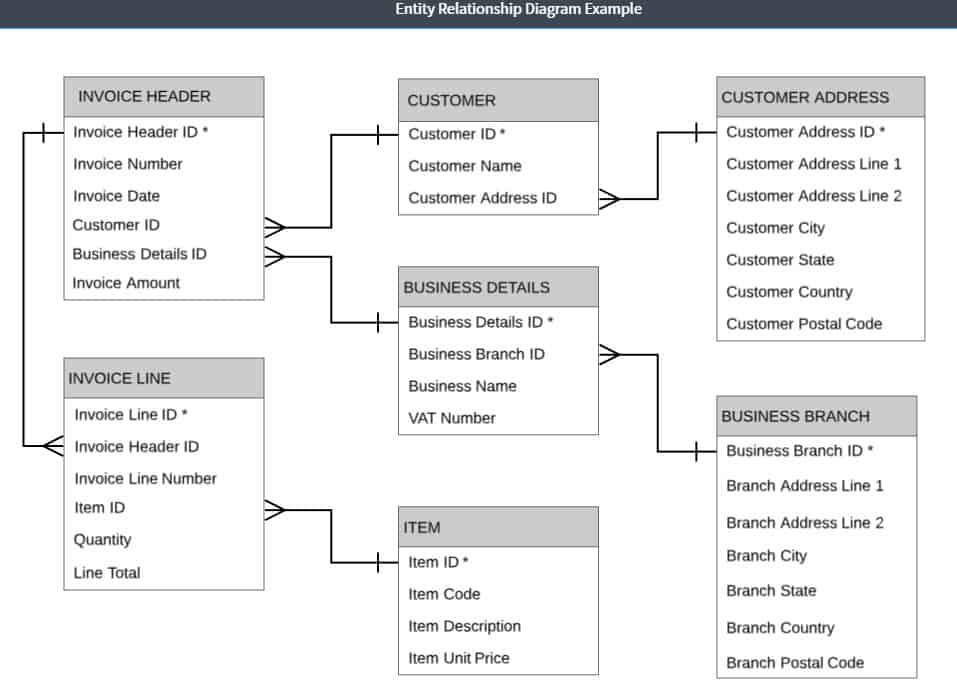 Entity Relationship Diagram Example
INVOICE HEADER
Invoice Header ID *
Invoice Number
Invoice Date
Customer ID
Business Details ID
Invoice Amount
CUSTOMER
Customer ID *
Customer Name
Customer Address ID
CUSTOMER ADDRESS
Customer Address ID *
Customer Address Line 1
Customer Address Line 2
Customer City
Customer State
Customer Country
Customer Postal Code
BUSINESS DETAILS
Business Details ID *
Business Branch ID
Business Name
VAT Number
INVOICE LINE
Invoice Line ID *
Invoice Header ID
Invoice Line Number
Item ID
Quantity
Line Total
ITEM
Item ID *
Item Code
Item Description
Item Unit Price
BUSINESS BRANCH
Business Branch ID *
Branch Address Line 1
Branch Address Line 2
Branch City
Branch State
Branch Country
Branch Postal Code